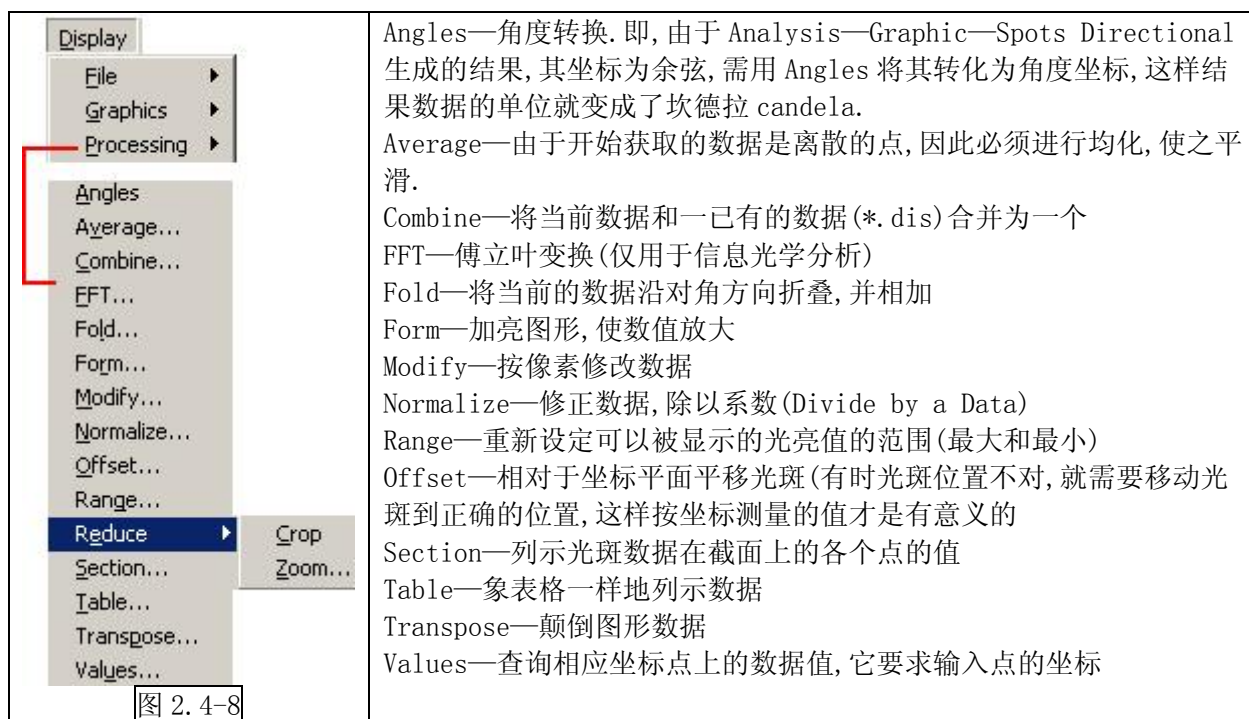 Display
File
Graphics
Processing
Angles
Average...
Combine...
FFT...
Fold...
Form...
Modify...
Normalize...
Offset...
Range...
Reduce
Crop
Section...
Zoom...
Table...
Transpose...
Values...
图 2.4-8
Angles—角度转换.即,由于 Analysis—Graphic—Spots Directional
生成的结果,其坐标为余弦,需用 Angles 将其转化为角度坐标,这样结
果数据的单位就变成了坎德拉 candela.
Average—由于开始获取的数据是离散的点,因此必须进行均化,使之平
滑.
Combine—将当前数据和一已有的数据(*.dis)合并为一个
FFT—傅立叶变换(仅用于信息光学分析)
Fold—将当前的数据沿对角方向折叠,并相加
Form—加亮图形,使数值放大
Modify—按像素修改数据
Normalize—修正数据,除以系数(Divide by a Data)
Range—重新设定可以被显示的光亮值的范围(最大和最小)
Offset—相对于坐标平面平移光斑(有时光斑位置不对,就需要移动光
斑到正确的位置,这样按坐标测量的值才是有意义的
Section—列示光斑数据在截面上的各个点的值
Table—象表格一样地列示数据
Transpose—颠倒图形数据
Values—查询相应坐标点上的数据值,它要求输入点的坐标